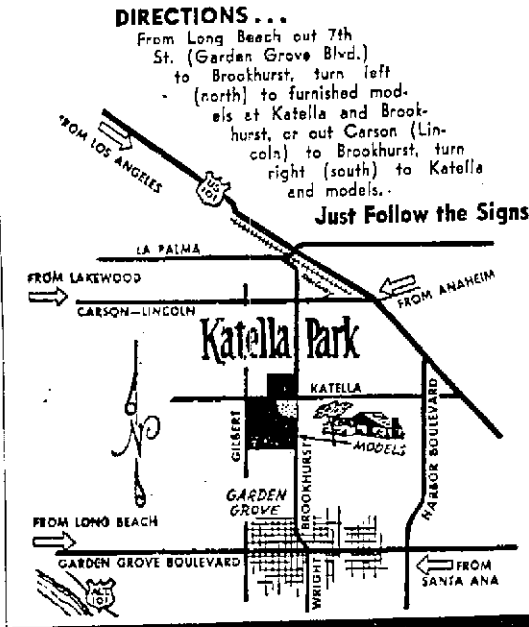 DIRECTIONS...
From Long Beach out 7th
St. (Garden Grove Blvd.)
to Brookhurst, turn left
(north) to furnished mod-
els at Katella and Brook-
hurst, or out Carson (Lin-
coln) to Brookhurst, turn
right (south) to Katella
and models.
Just Follow the Signs
FROM LOS ANGELES
US
101
LA PALMA
FROM LAKEWOOD
FROM ANAHEIM
CARSON-LINCOLN
Katella Park
KATELLA
N
GILBERT
BROOKHURST
MODELS
HARBOR BOULEVARD
GARDEN
GROVE
FROM LONG BEACH
GARDEN GROVE BOULEVARD
WRIGHT
FROM
SANTA ANA
ALT
101